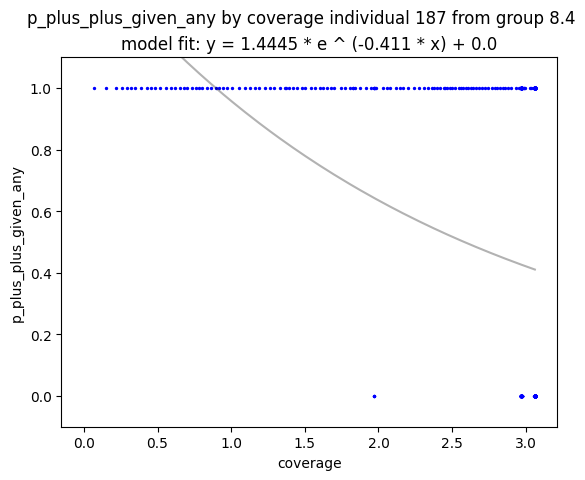 p_plus_plus_given_any by coverage individual 187 from group 8.4
model fit: y = 1.4445 * e ^ (-0.411 * x) + 0.0
1.0
0.8
0.6
0.4
0.2
0.0
p_plus_plus_given_any
0.0 0.5 1.0 1.5 2.0 2.5 3.0
coverage